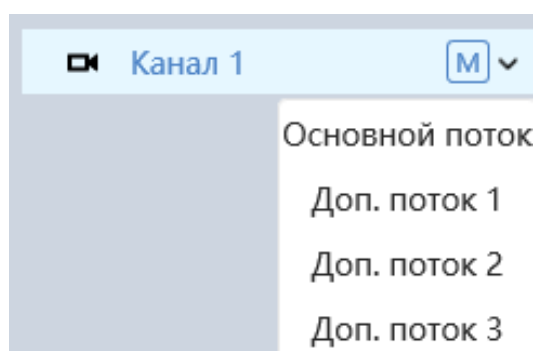 Канал 1 M
Основной поток
Доп. поток 1
Доп. поток 2
Доп. поток 3